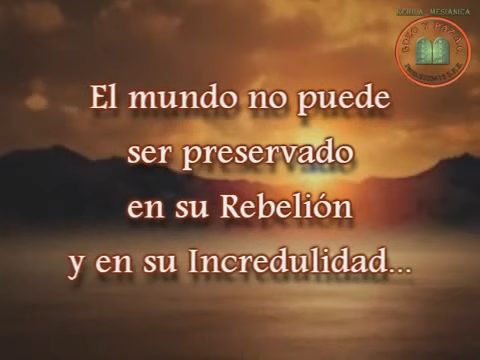 El mundo no puede
ser preservado
en su Rebelión
y en su Incredulidad...